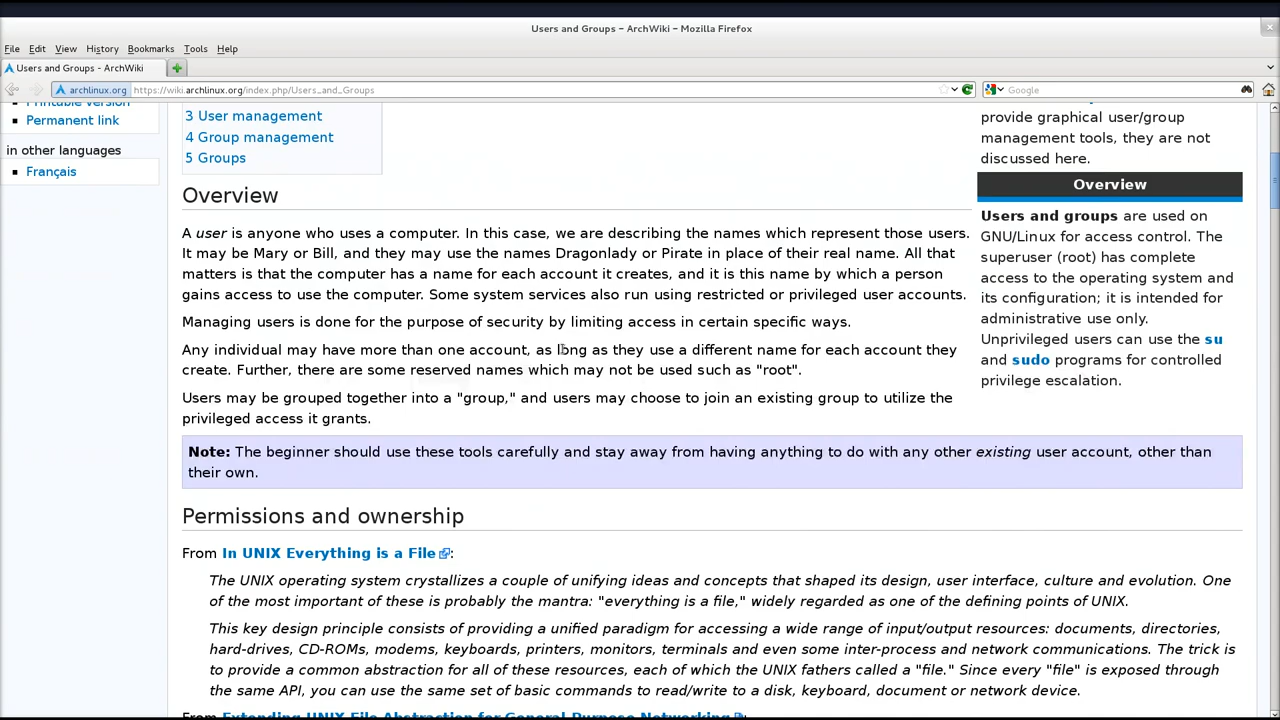 Users and Groups - ArchWiki - Mozilla Firefox
File Edit View History Bookmarks Tools Help
Users and Groups - ArchWiki
archlinux.org https://wiki.archlinux.org/index.php/Users_and_Groups
Google
Printable version
Permanent link
in other languages
Français
3 User management
4 Group management
5 Groups
provide graphical user/group
management tools, they are not
discussed here.
Overview
Users and groups are used on
GNU/Linux for access control. The
superuser (root) has complete
access to the operating system and
its configuration; it is intended for
administrative use only.
Unprivileged users can use the su
and sudo programs for controlled
privilege escalation.
Overview
A user is anyone who uses a computer. In this case, we are describing the names which represent those users.
It may be Mary or Bill, and they may use the names Dragonlady or Pirate in place of their real name. All that
matters is that the computer has a name for each account it creates, and it is this name by which a person
gains access to use the computer. Some system services also run using restricted or privileged user accounts.
Managing users is done for the purpose of security by limiting access in certain specific ways.
Any individual may have more than one account, as long as they use a different name for each account they
create. Further, there are some reserved names which may not be used such as "root".
Users may be grouped together into a "group," and users may choose to join an existing group to utilize the
privileged access it grants.
Note: The beginner should use these tools carefully and stay away from having anything to do with any other existing user account, other than
their own.
Permissions and ownership
From In UNIX Everything is a File:
The UNIX operating system crystallizes a couple of unifying ideas and concepts that shaped its design, user interface, culture and evolution. One
of the most important of these is probably the mantra: "everything is a file," widely regarded as one of the defining points of UNIX.
This key design principle consists of providing a unified paradigm for accessing a wide range of input/output resources: documents, directories,
hard-drives, CD-ROMs, modems, keyboards, printers, monitors, terminals and even some inter-process and network communications. The trick is
to provide a common abstraction for all of these resources, each of which the UNIX fathers called a "file." Since every "file" is exposed through
the same API, you can use the same set of basic commands to read/write to a disk, keyboard, document or network device.
From Extending UNIX File Abstraction for General-Purpose Networking: